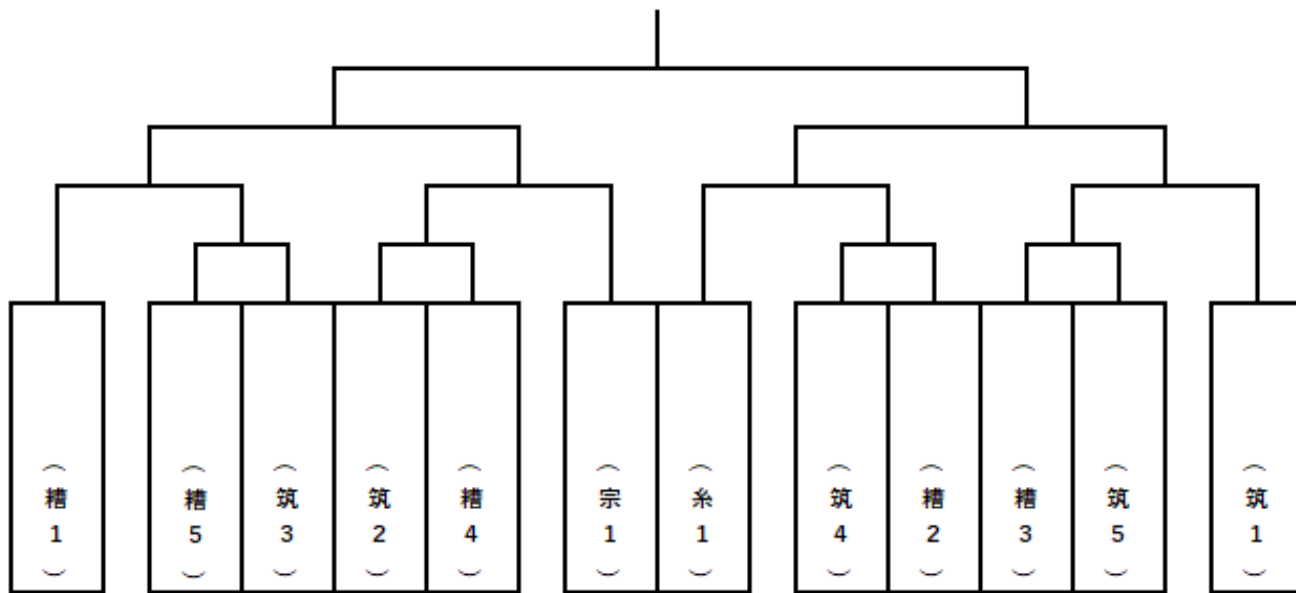 （糟1）
（糟5）
（筑3）
（筑2）
（糟4）
（宗1）
（糸1）
（筑4）
（糟2）
（糟3）
（筑5）
（筑1）